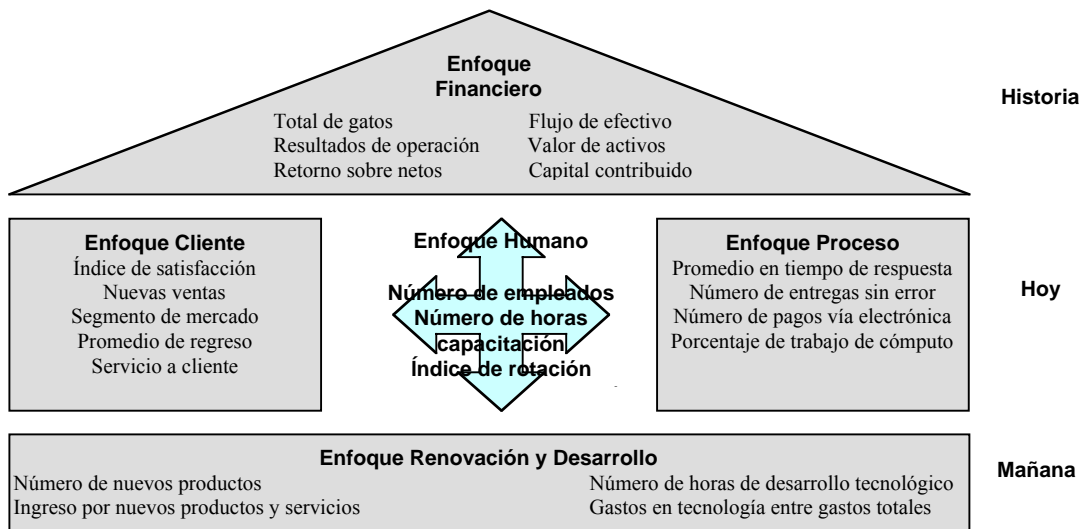 Enfoque
Financiero
Historia
Total de gatos
Resultados de operación
Retorno sobre netos
Flujo de efectivo
Valor de activos
Capital contribuido
Enfoque Cliente
Índice de satisfacción
Nuevas ventas
Segmento de mercado
Promedio de regreso
Servicio a cliente
Enfoque Humano
Número de empleados
Número de horas
capacitación
Índice de rotación
Enfoque Proceso
Promedio en tiempo de respuesta
Número de entregas sin error
Número de pagos vía electrónica
Porcentaje de trabajo de cómputo
Hoy
Enfoque Renovación y Desarrollo
Número de nuevos productos
Ingreso por nuevos productos y servicios
Número de horas de desarrollo tecnológico
Gastos en tecnología entre gastos totales
Mañana